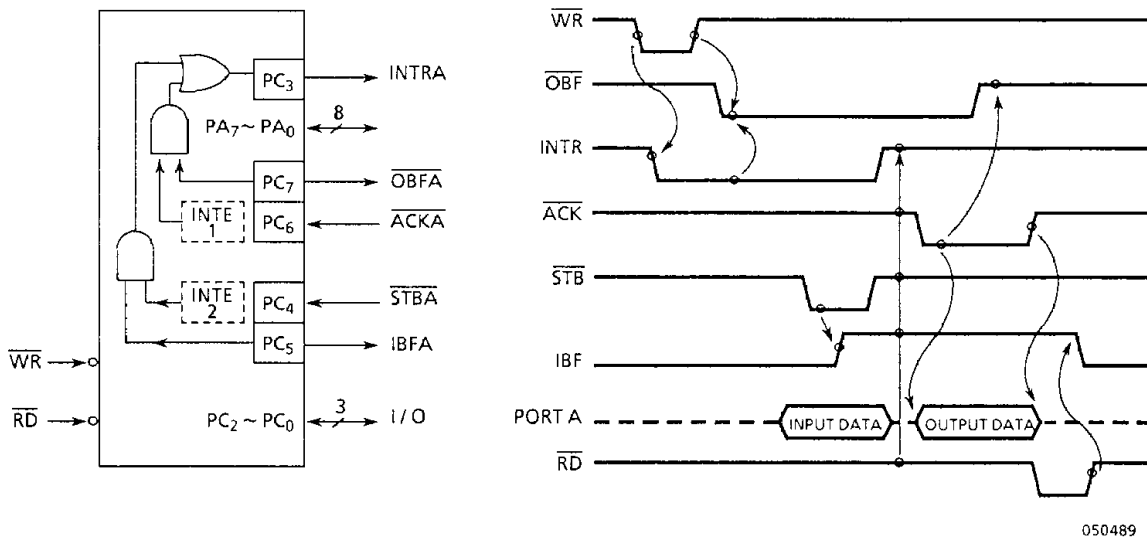 PC3
INTRA
PA7 ~ PA0
8
PC7
OBFA
INTE
1
PC6
ACKA
INTE
2
PC4
STBA
PC5
IBFA
WR
RD
PC2 ~ PC0
3
I/O
WR
OBF
INTR
ACK
STB
IBF
PORT A
INPUT DATA
OUTPUT DATA
RD
050489